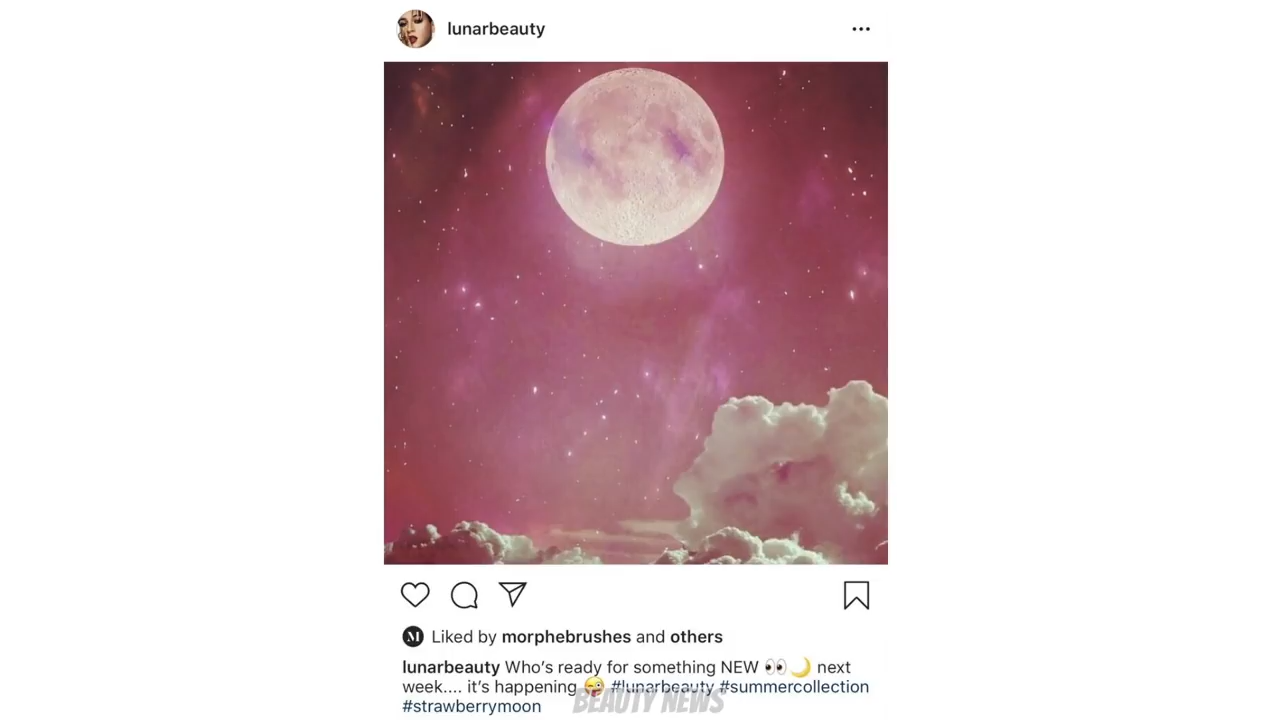 lunarbeauty
M Liked by morphebrushes and others
lunarbeauty Who's ready for something NEW 👀🌙 next
week.... it's happening 😜 #lunarbeauty #summercollection
#strawberrymoon
BEAUTY NEWS